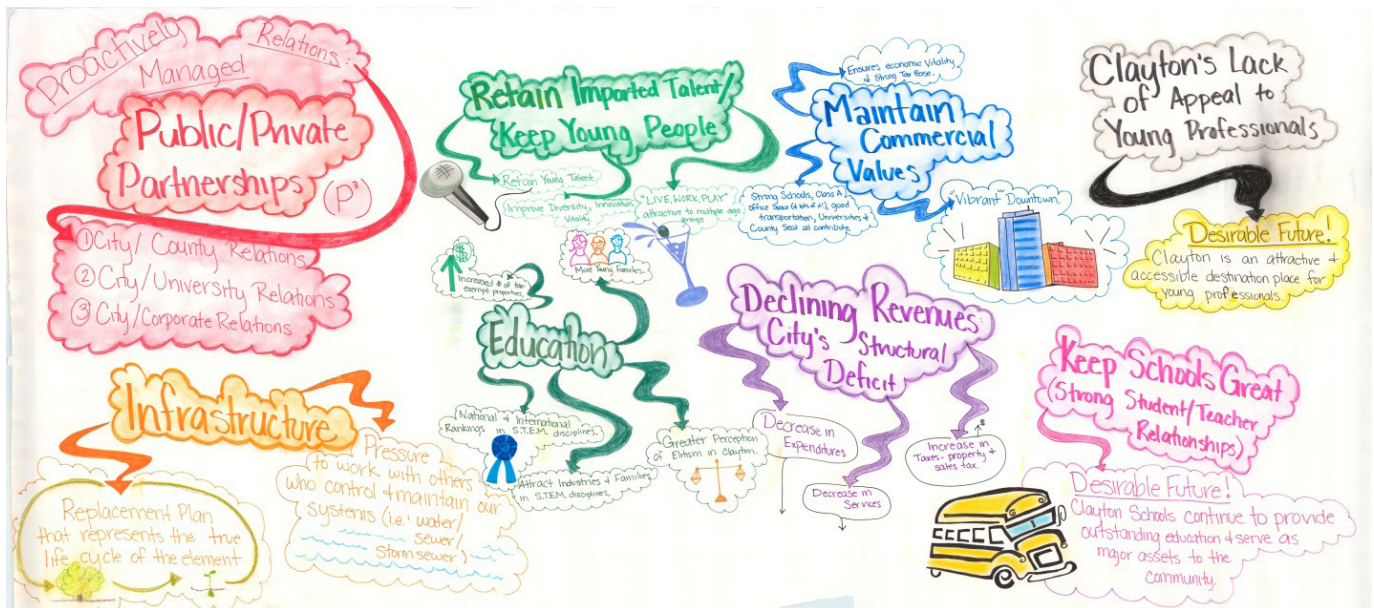 Proactively
Managed
Relations:
Public/Private
Partnerships
(P³)
① City/County Relations
② City/University Relations
③ City/Corporate Relations
Infrastructure
Replacement Plan
that represents the true
life cycle of the element
Pressure
to work with others
who control & maintain our
systems (i.e.: water/
sewer/
storm sewer)
Retain Imported Talent/
Keep Young People
Retain Young Talent
Improve Diversity, Innovation,
Vitality
"LIVE, WORK, PLAY"
attractive to multiple age
groups
$
Increased # of tax-
exempt properties.
More Young Families.
Education
National & International
Rankings in S.T.E.M. disciplines.
Attract Industries & Families
in S.T.E.M. disciplines.
Greater Perception
of Elitism in Clayton.
Ensures economic Vitality
& Strong Tax Base.
Maintain
Commercial
Values
Strong Schools, Class A
Office Space
good
transportation, Universities &
County Seat all contribute.
"Vibrant Downtown."
Declining Revenues:
City's Structural
Deficit
Decrease in
Expenditures
Decrease in
Services
$
Increase in
Taxes- property &
sales tax.
Clayton's Lack
of Appeal to
Young Professionals
Desirable Future!
Clayton is an attractive &
accessible destination place for
young professionals.
Keep Schools Great
(Strong Student/Teacher
Relationships)
Desirable Future!
Clayton Schools continue to provide
outstanding education & serve as
major assets to the
community.